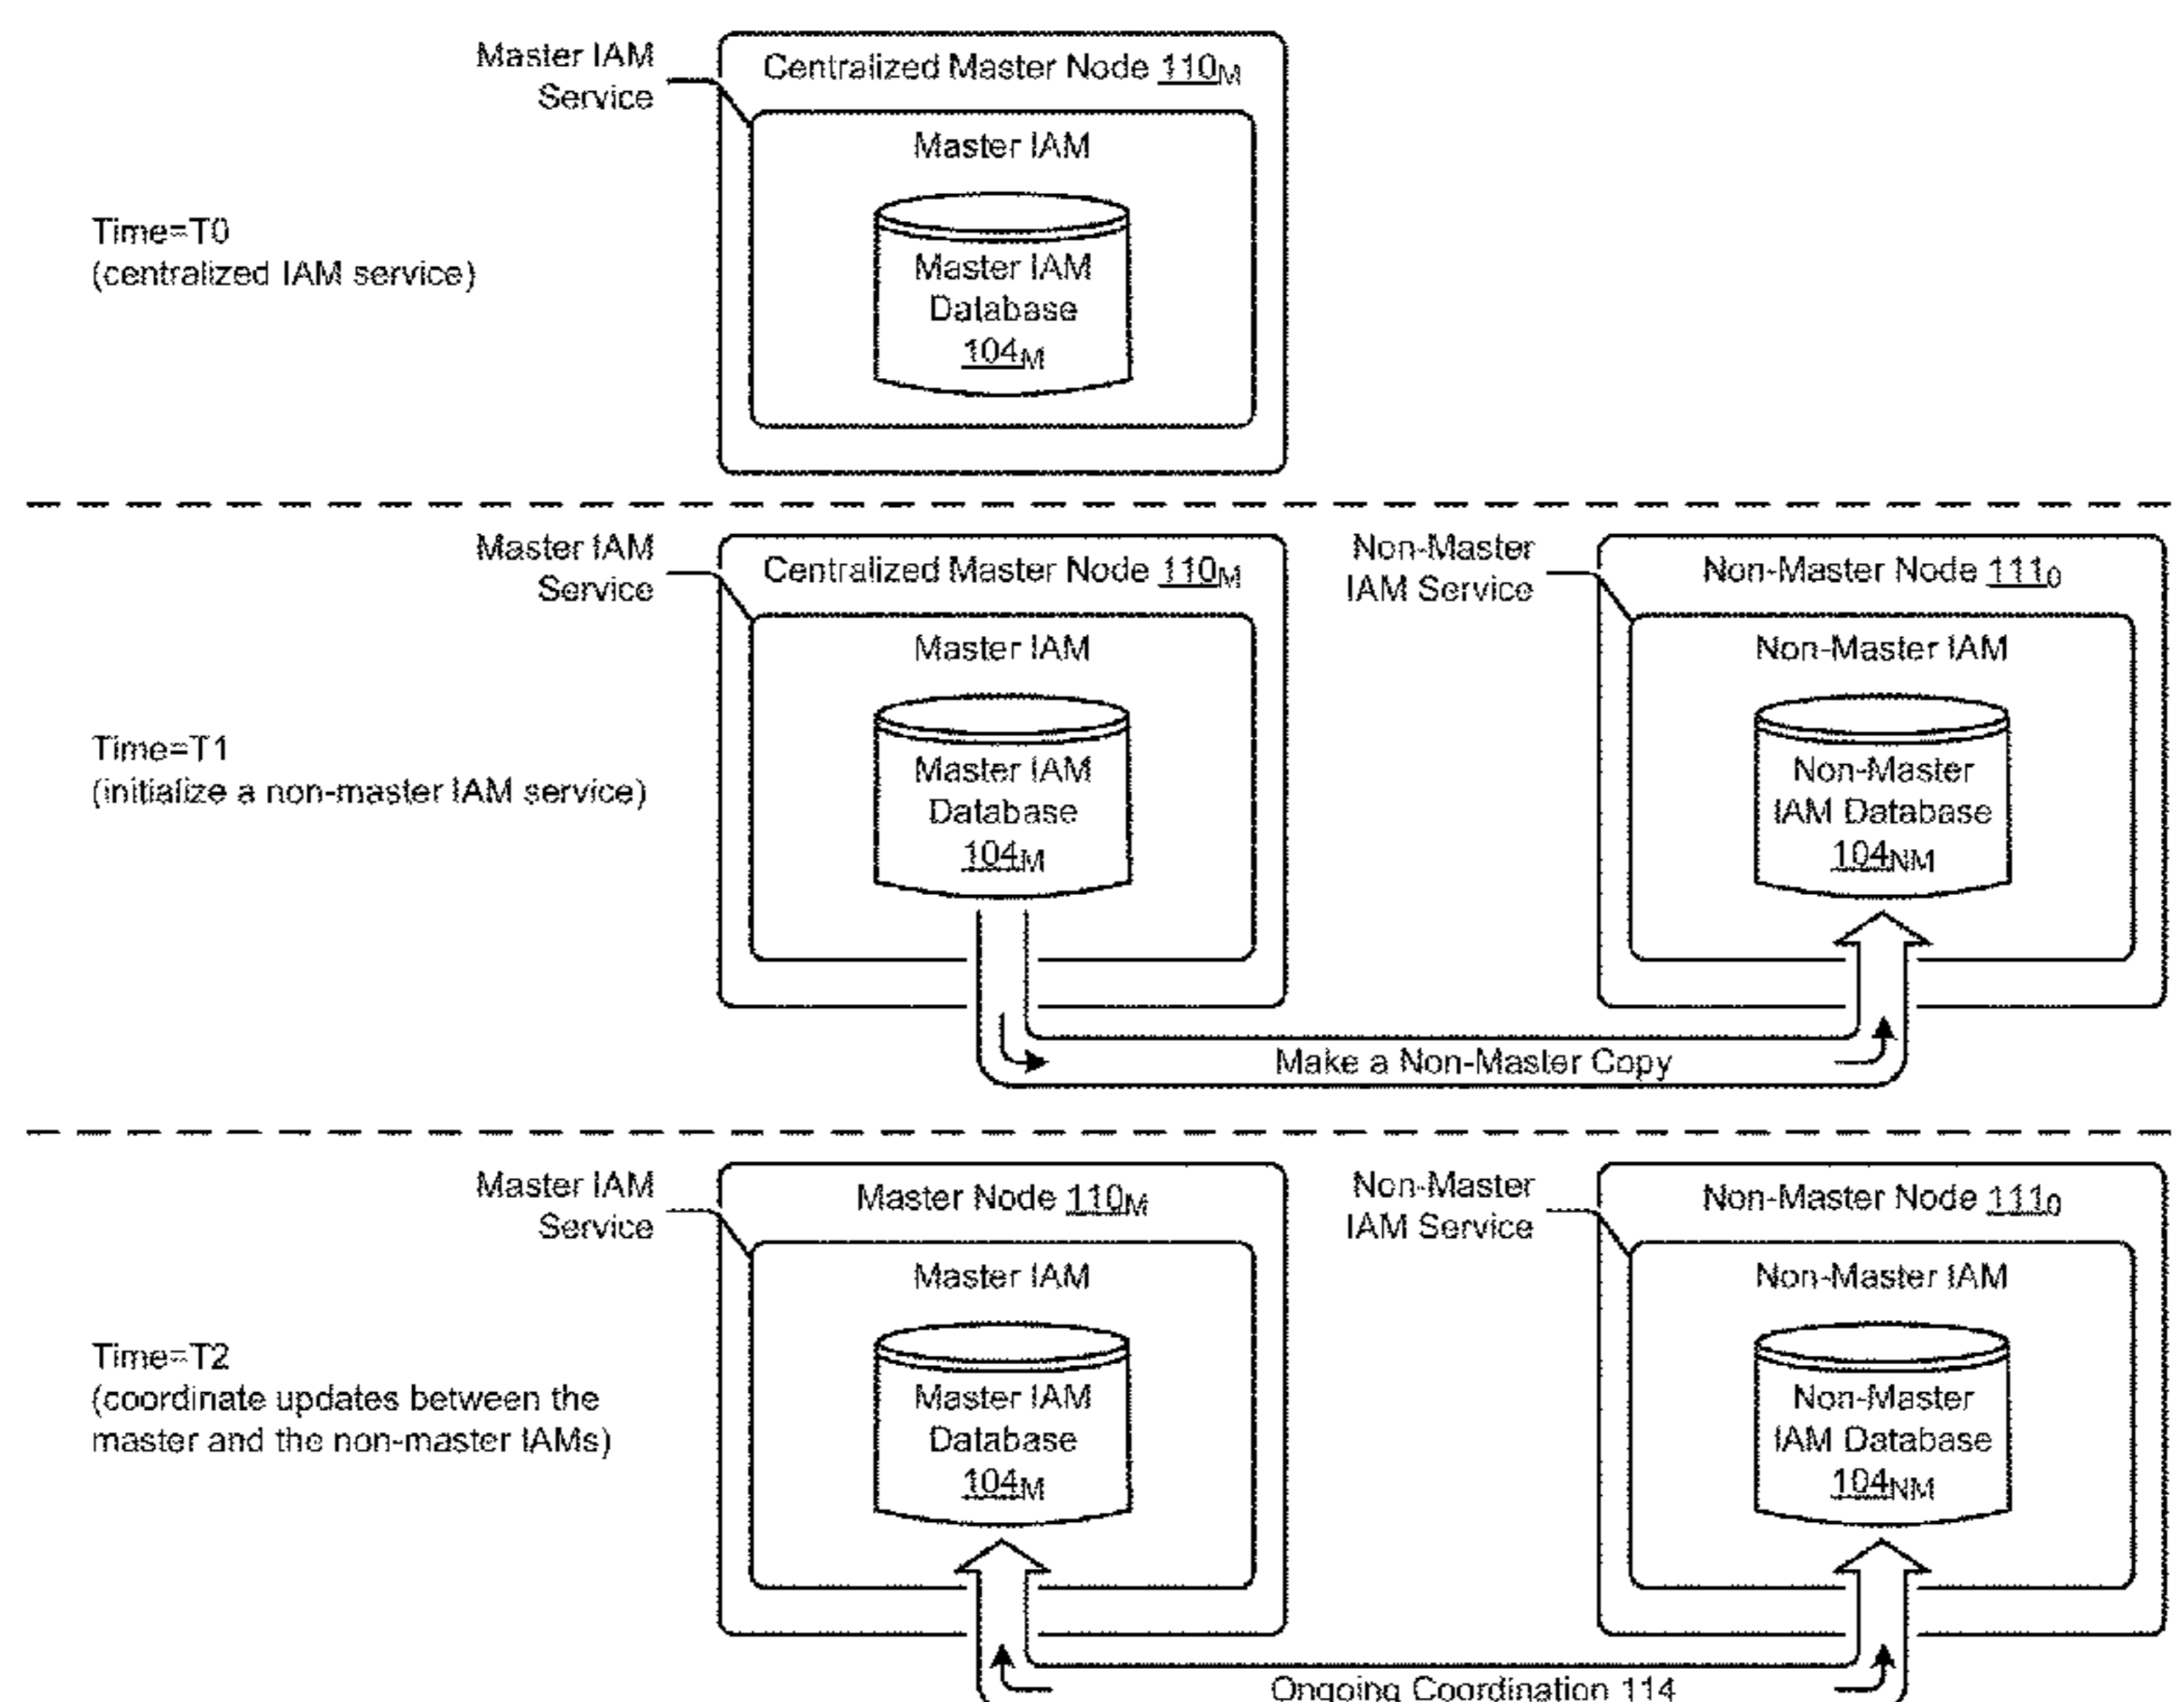 Master IAM
Service
Centralized Master Node 110M
Master IAM
Time=T0
(centralized IAM service)
Master IAM
Database
104M
Master IAM
Service
Centralized Master Node 110M
Non-Master
IAM Service
Non-Master Node 1110
Master IAM
Non-Master IAM
Time=T1
(initialize a non-master IAM service)
Master IAM
Database
104M
Non-Master
IAM Database
104NM
Make a Non-Master Copy
Master IAM
Service
Master Node 110M
Non-Master
IAM Service
Non-Master Node 1110
Master IAM
Non-Master IAM
Time=T2
(coordinate updates between the
master and the non-master IAMs)
Master IAM
Database
104M
Non-Master
IAM Database
104NM
Ongoing Coordination 114